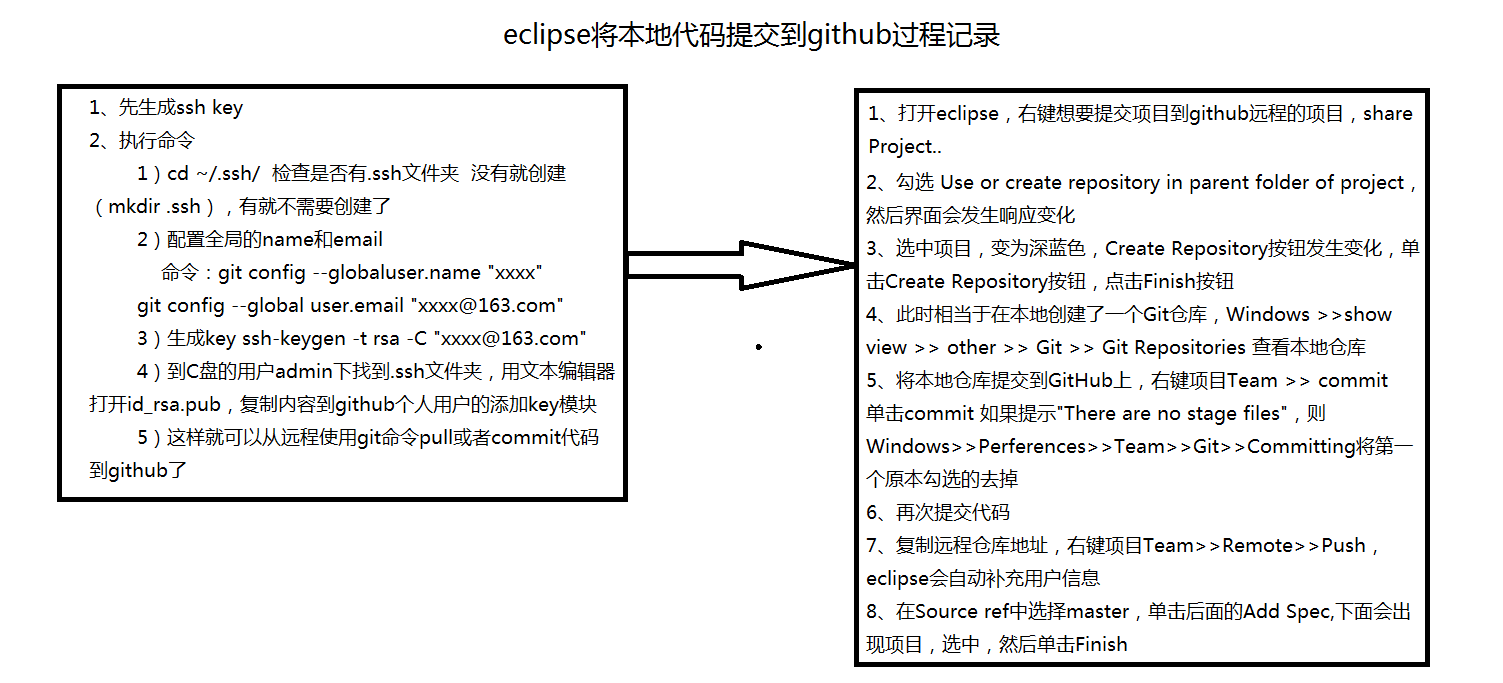 eclipse将本地代码提交到github过程记录
1、先生成ssh key
2、执行命令
1）cd ~/.ssh/ 检查是否有.ssh文件夹 没有就创建
（mkdir .ssh），有就不需要创建了
2）配置全局的name和email
命令：git config --globaluser.name "xxxx"
git config --global user.email "xxxx@163.com"
3）生成key ssh-keygen -t rsa -C "xxxx@163.com"
4）到C盘的用户admin下找到.ssh文件夹，用文本编辑器
打开id_rsa.pub，复制内容到github个人用户的添加key模块
5）这样就可以从远程使用git命令pull或者commit代码
到github了
1、打开eclipse，右键想要提交项目到github远程的项目，share
Project..
2、勾选 Use or create repository in parent folder of project，
然后界面会发生响应变化
3、选中项目，变为深蓝色，Create Repository按钮发生变化，单
击Create Repository按钮，点击Finish按钮
4、此时相当于在本地创建了一个Git仓库，Windows >>show
view >> other >> Git >> Git Repositories 查看本地仓库
5、将本地仓库提交到GitHub上，右键项目Team >> commit
单击commit 如果提示"There are no stage files"，则
Windows>>Perferences>>Team>>Git>>Committing将第一
个原本勾选的去掉
6、再次提交代码
7、复制远程仓库地址，右键项目Team>>Remote>>Push，
eclipse会自动补充用户信息
8、在Source ref中选择master，单击后面的Add Spec,下面会出
现项目，选中，然后单击Finish